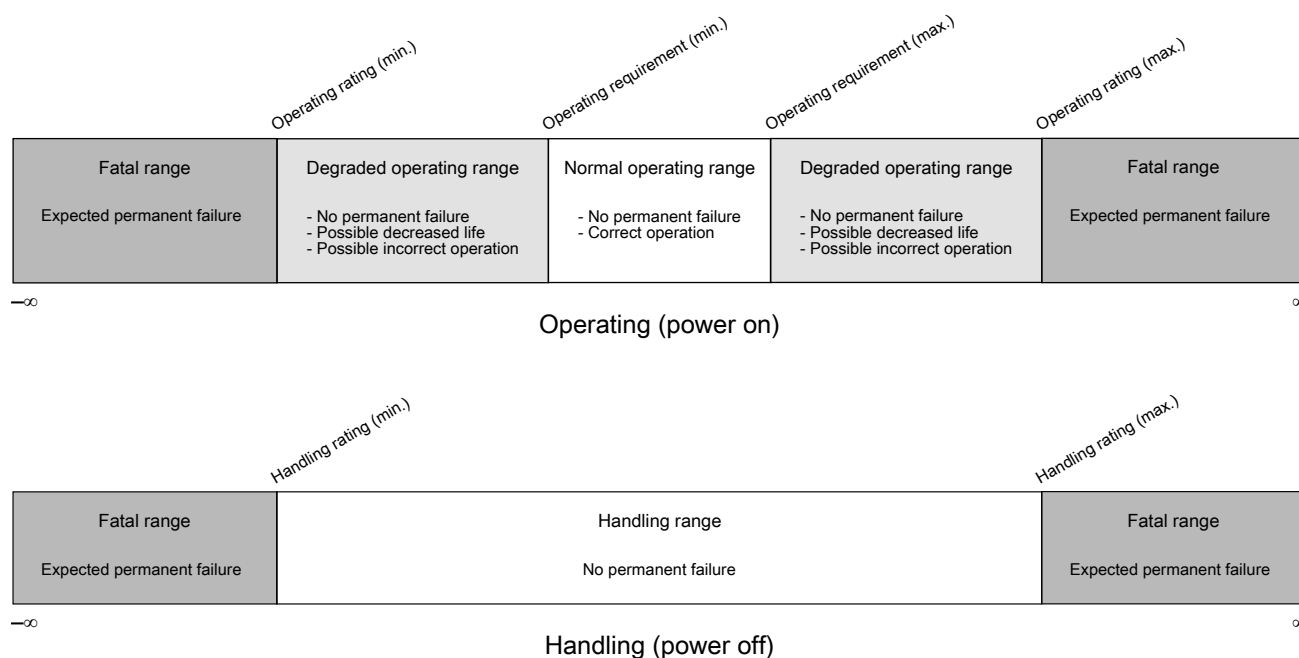 Operating rating (min.)
Operating requirement (min.)
Operating requirement (max.)
Operating rating (max.)
Fatal range
Degraded operating range
Normal operating range
Degraded operating range
Fatal range
Expected permanent failure
- No permanent failure
- Possible decreased life
- Possible incorrect operation
- No permanent failure
- Correct operation
- No permanent failure
- Possible decreased life
- Possible incorrect operation
Expected permanent failure
–∞
∞
Operating (power on)
Handling rating (min.)
Handling rating (max.)
Fatal range
Handling range
Fatal range
Expected permanent failure
No permanent failure
Expected permanent failure
–∞
∞
Handling (power off)